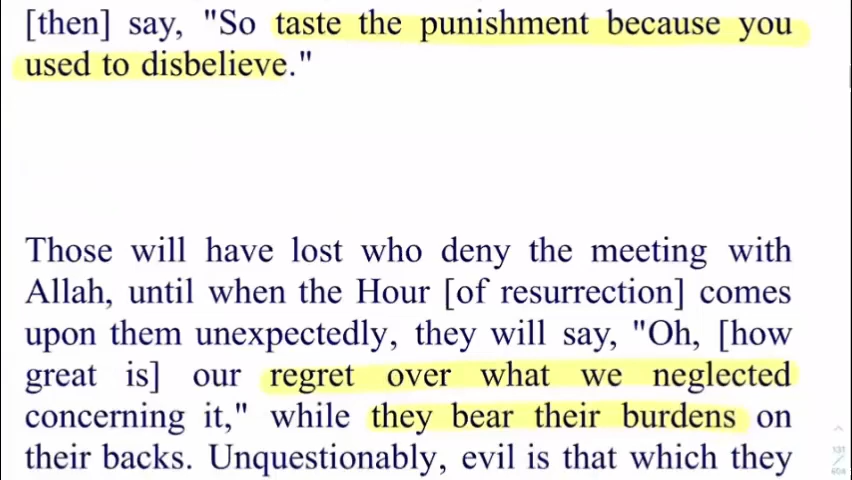 [then] say, "So taste the punishment because you
used to disbelieve."
Those will have lost who deny the meeting with
Allah, until when the Hour [of resurrection] comes
upon them unexpectedly, they will say, "Oh, [how
great is] our regret over what we neglected
concerning it," while they bear their burdens on
their backs. Unquestionably, evil is that which they
131
604